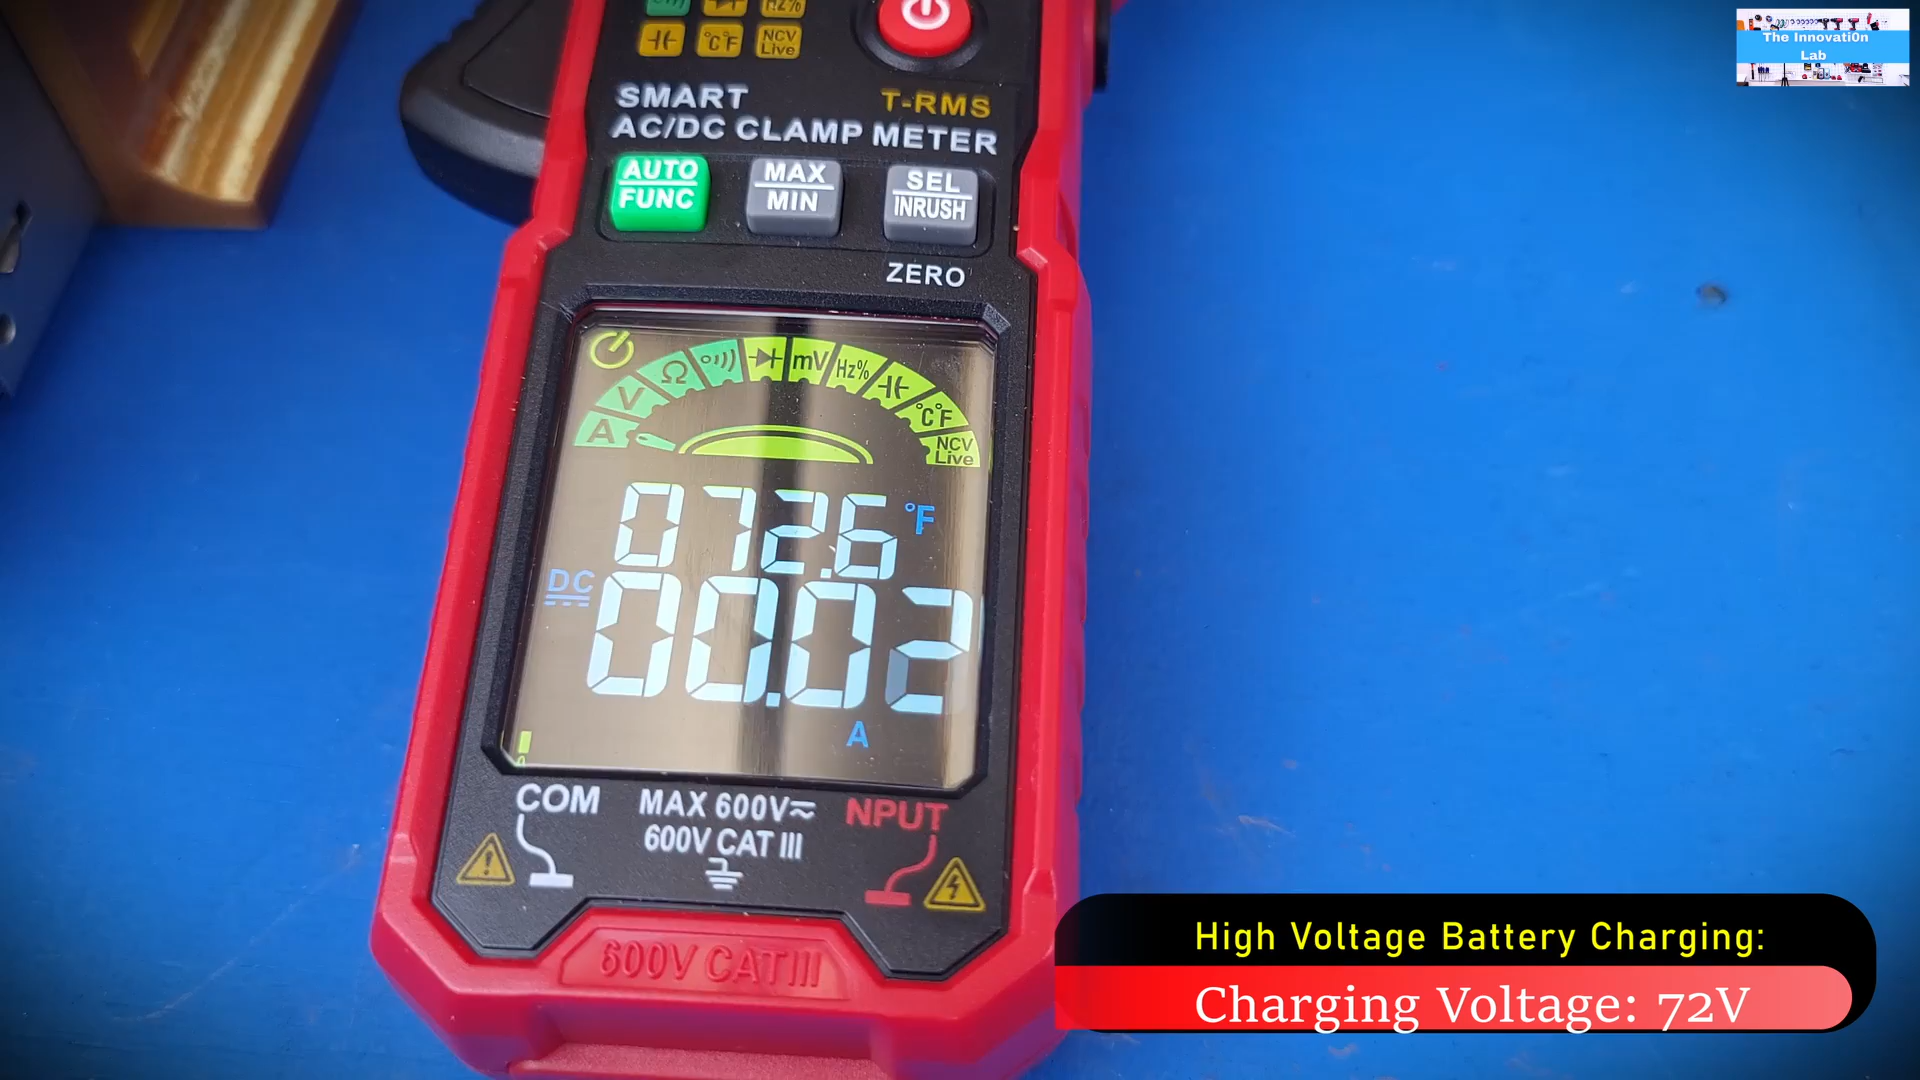 The Innovati0n
Lab
Hz%
°C°F
NCV
Live
SMART
T-RMS
AC/DC CLAMP METER
AUTO
FUNC
MAX
MIN
SEL
INRUSH
ZERO
A
V
Ω
mV
Hz%
°C°F
NCV
Live
072.6 °F
DC
00.02
A
COM
MAX 600V
NPUT
600V CAT III
600V CAT III
High Voltage Battery Charging:
Charging Voltage: 72V